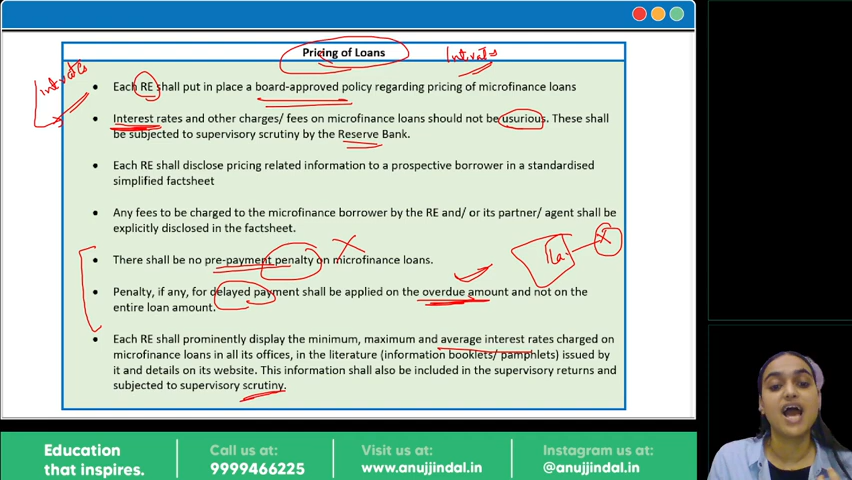 Pricing of Loans
Int. rates
Int. rates
• Each RE shall put in place a board-approved policy regarding pricing of microfinance loans
• Interest rates and other charges/ fees on microfinance loans should not be usurious. These shall
be subjected to supervisory scrutiny by the Reserve Bank.
• Each RE shall disclose pricing related information to a prospective borrower in a standardised
simplified factsheet
• Any fees to be charged to the microfinance borrower by the RE and/ or its partner/ agent shall be
explicitly disclosed in the factsheet.
• There shall be no pre-payment penalty on microfinance loans.
• Penalty, if any, for delayed payment shall be applied on the overdue amount and not on the
entire loan amount.
• Each RE shall prominently display the minimum, maximum and average interest rates charged on
microfinance loans in all its offices, in the literature (information booklets/ pamphlets) issued by
it and details on its website. This information shall also be included in the supervisory returns and
subjected to supervisory scrutiny.
Education
that inspires.
Call us at:
9999466225
Visit us at:
www.anujjindal.in
Instagram us at:
@anujjindal.in